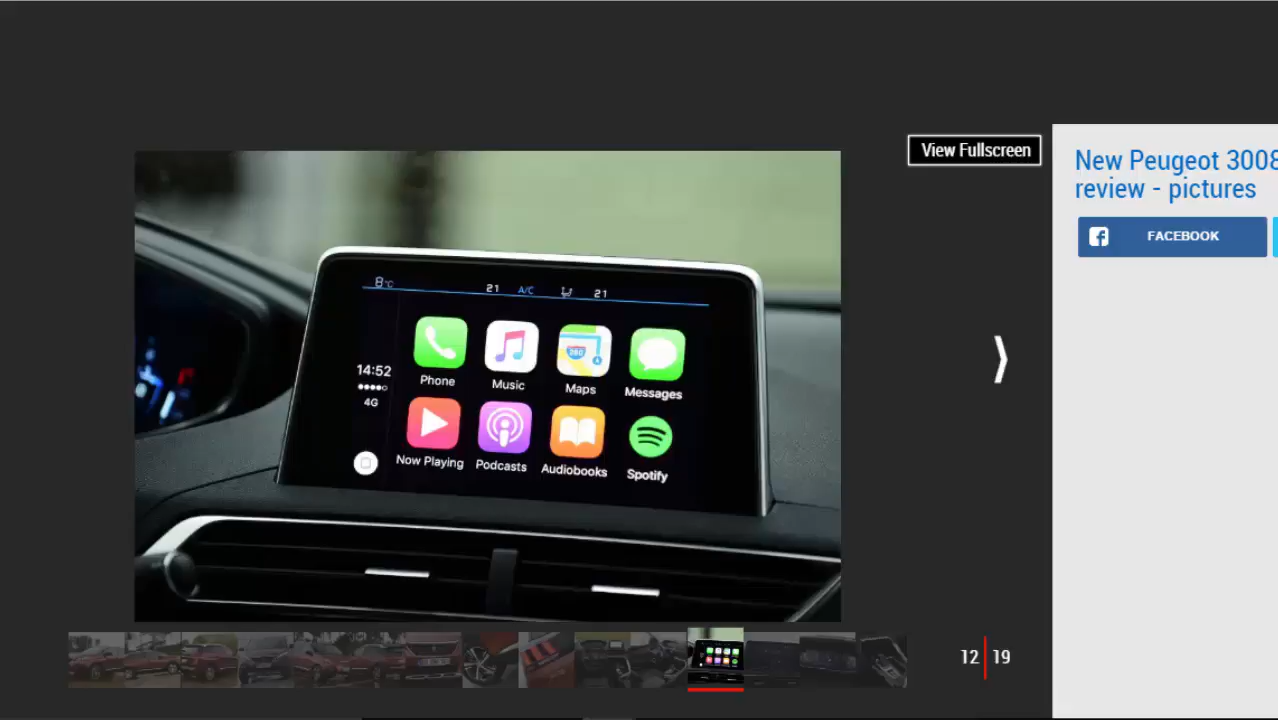 View Fullscreen
New Peugeot 3008
review - pictures
FACEBOOK
8°C
21 A/C 21
14:52
4G
Phone Music Maps Messages
280
Now Playing Podcasts Audiobooks Spotify
12 19